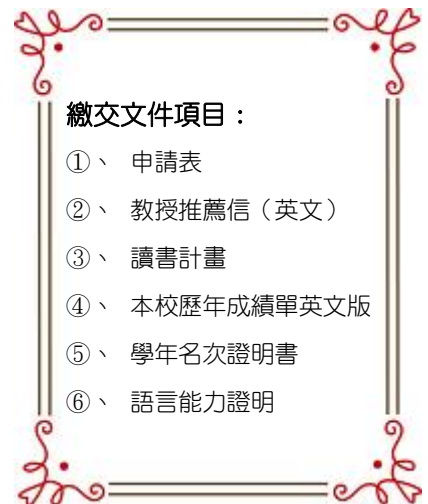 繳交文件項目：
①、 申請表
②、 教授推薦信（英文）
③、 讀書計畫
④、 本校歷年成績單英文版
⑤、 學年名次證明書
⑥、 語言能力證明